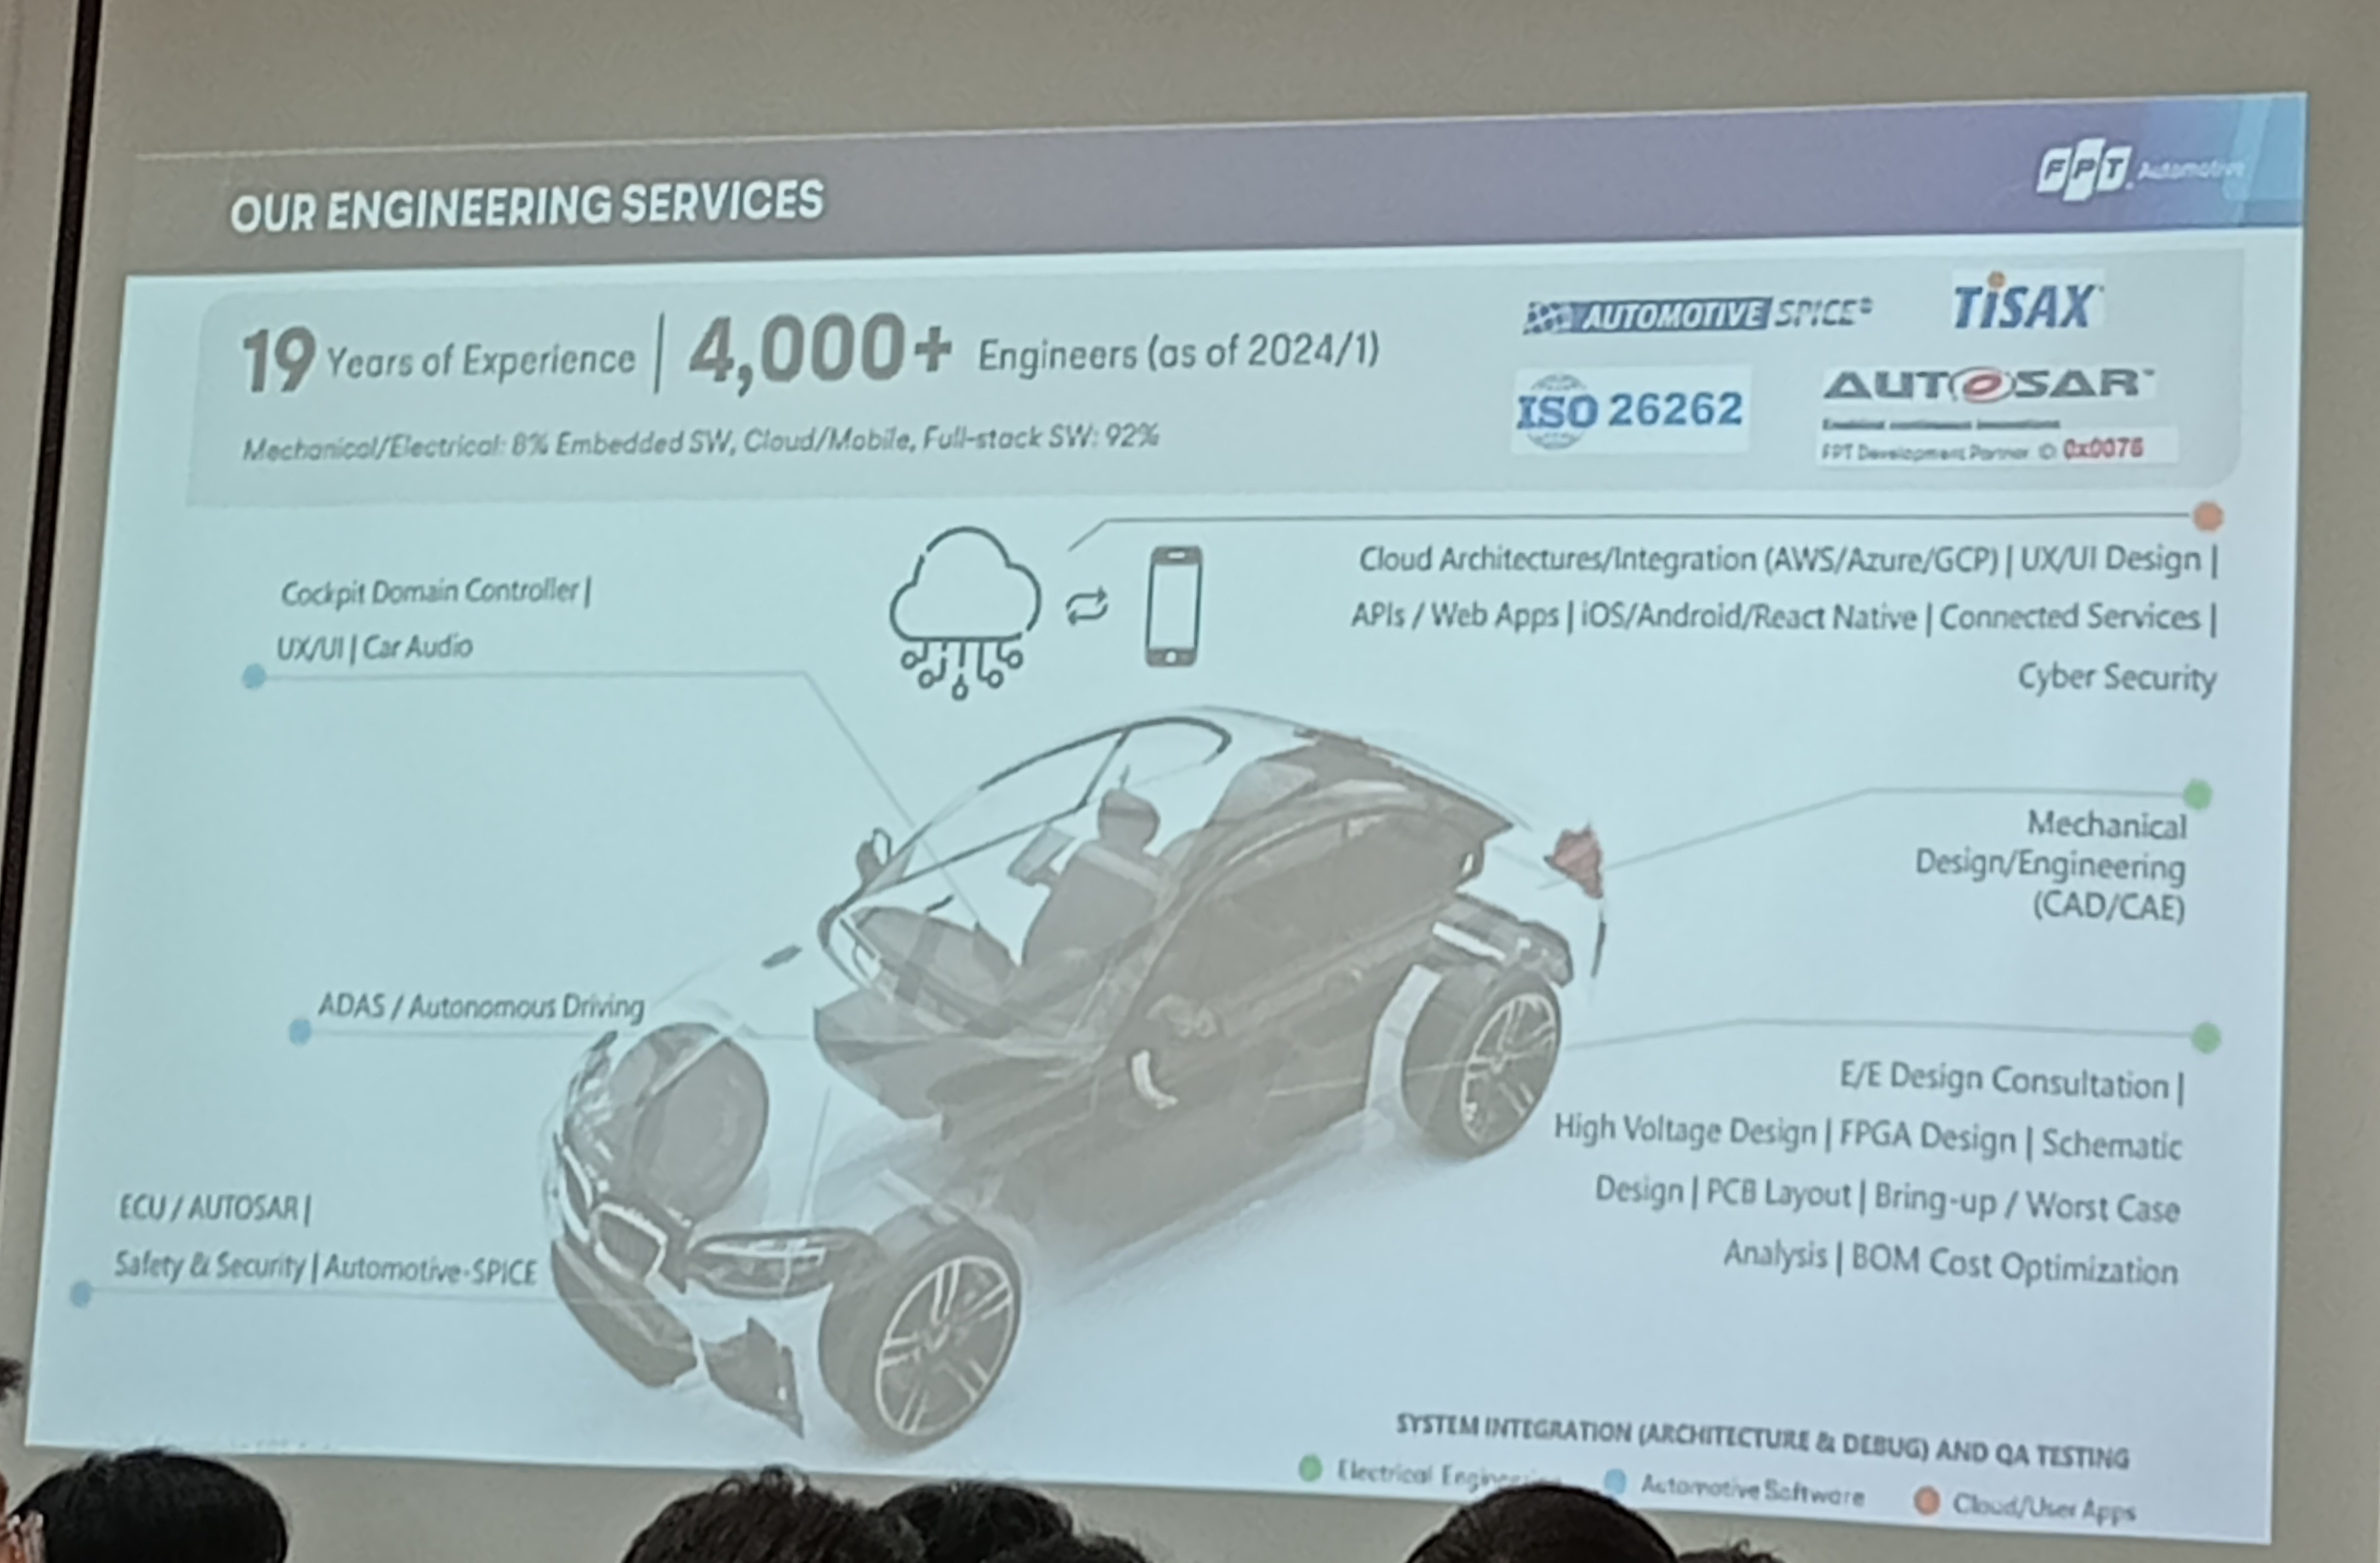 OUR ENGINEERING SERVICES
FPT Automotive
19 Years of Experience | 4,000+ Engineers (as of 2024/1)
Mechanical/Electrical: 8% Embedded SW, Cloud/Mobile, Full-stack SW: 92%
AUTOMOTIVE SPICE®
TiSAX
ISO 26262
AUTOSAR™
Enabling continuous innovations
FPT Development Partner ID 0x0076
Cockpit Domain Controller |
UX/UI | Car Audio
Cloud Architectures/Integration (AWS/Azure/GCP) | UX/UI Design |
APIs / Web Apps | iOS/Android/React Native | Connected Services |
Cyber Security
Mechanical
Design/Engineering
(CAD/CAE)
ADAS / Autonomous Driving
E/E Design Consultation |
High Voltage Design | FPGA Design | Schematic
Design | PCB Layout | Bring-up / Worst Case
Analysis | BOM Cost Optimization
ECU / AUTOSAR |
Safety & Security | Automotive-SPICE
SYSTEM INTEGRATION (ARCHITECTURE & DEBUG) AND QA TESTING
Electrical
Automotive Software
Cloud/User Apps